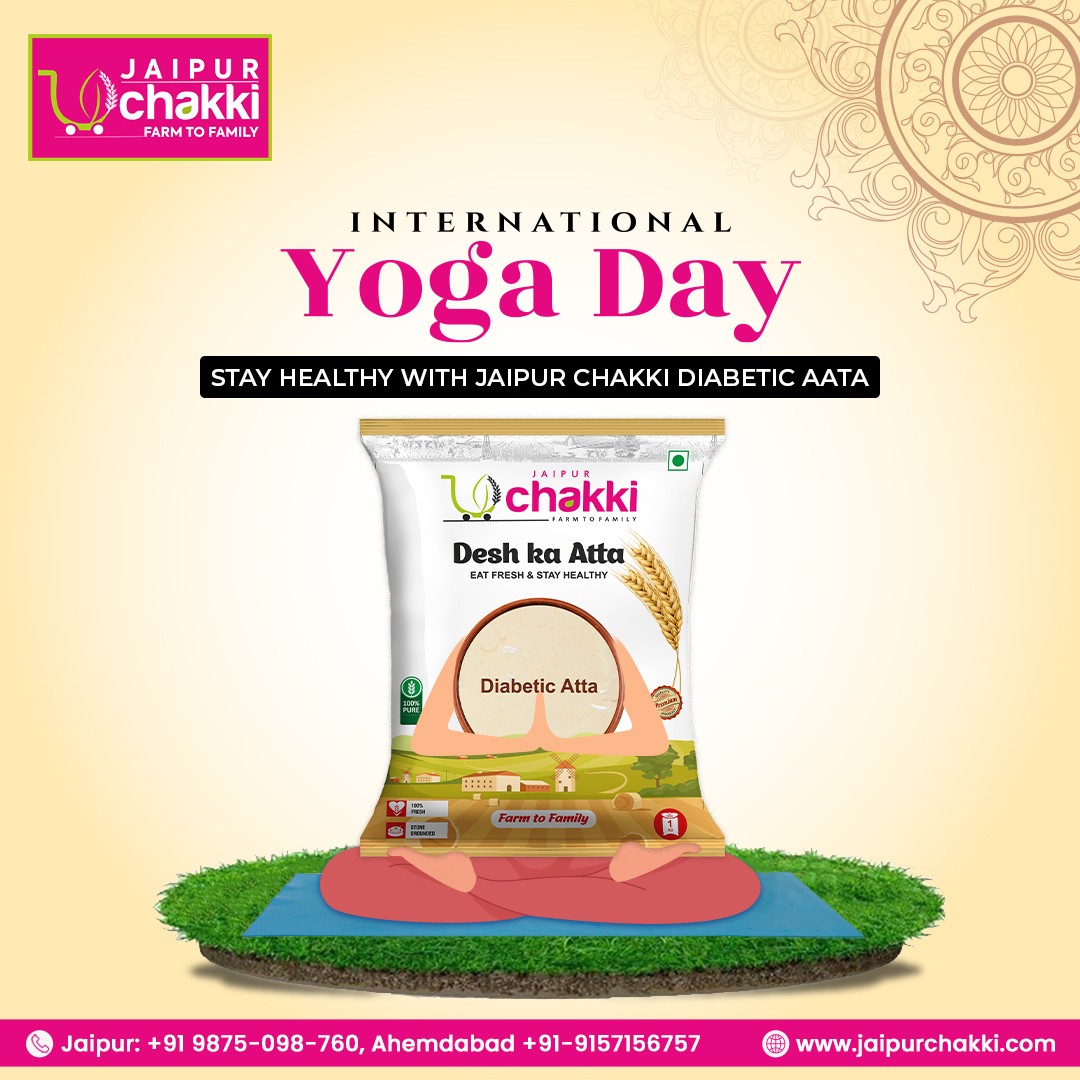 JAIPUR
chakki
FARM TO FAMILY
INTERNATIONAL
Yoga Day
STAY HEALTHY WITH JAIPUR CHAKKI DIABETIC AATA
JAIPUR
chakki
FARM TO FAMILY
Desh ka Atta
EAT FRESH & STAY HEALTHY
Diabetic Atta
100%
PURE
Premium
100%
FRESH
STONE
GROUNDED
Farm to Family
1
Jaipur: +91 9875-098-760, Ahemdabad +91-9157156757
www.jaipurchakki.com